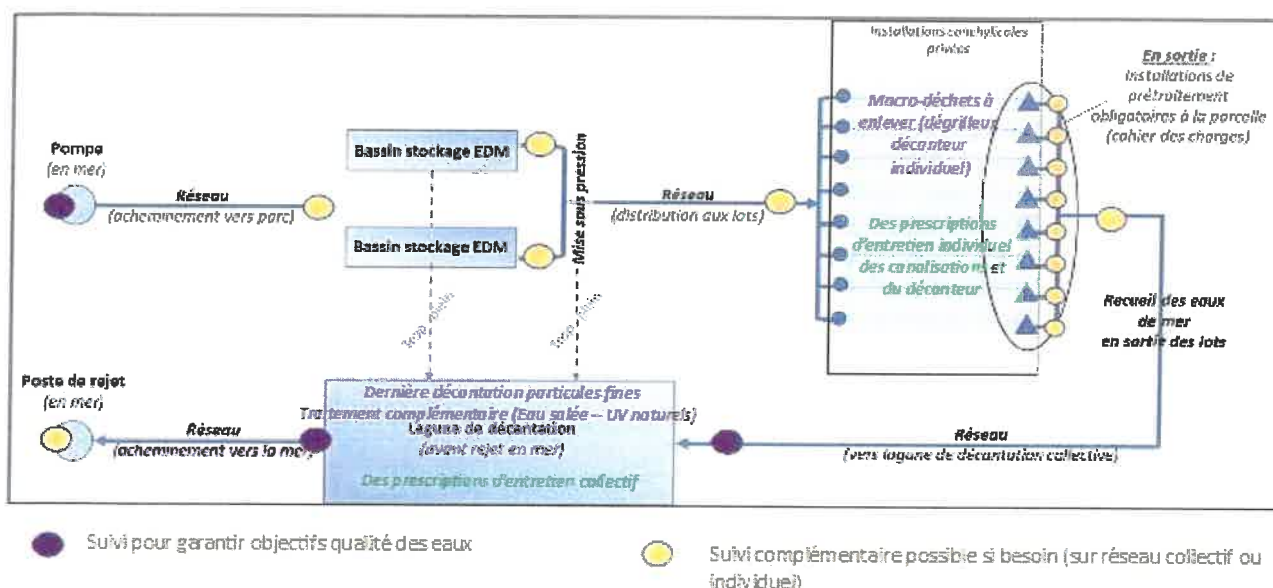 Installations conchylicoles
privées
En sortie :
Installations de
prétraitement
obligatoires à la parcelle
(cahier des charges)
Macro-déchets à
enlever (dégrilleur,
décanteur
individuel)
Pompe
(en mer)
Réseau
(acheminement vers parc)
Bassin stockage EDM
Bassin stockage EDM
Mise sous pression
Réseau
(distribution aux lots)
Des prescriptions
d'entretien individuel
des canalisations et
du décanteur
Recueil des eaux
de mer
en sortie des lots
Trop plein
Trop plein
Poste de rejet
(en mer)
Réseau
(acheminement vers la mer)
Dernière décantation particules fines
Traitement complémentaire (Eau salée – UV naturels)
Lagune de décantation
(avant rejet en mer)
Des prescriptions d'entretien collectif
Réseau
(vers lagune de décantation collective)
Suivi pour garantir objectifs qualité des eaux
Suivi complémentaire possible si besoin (sur réseau collectif ou
individuel)